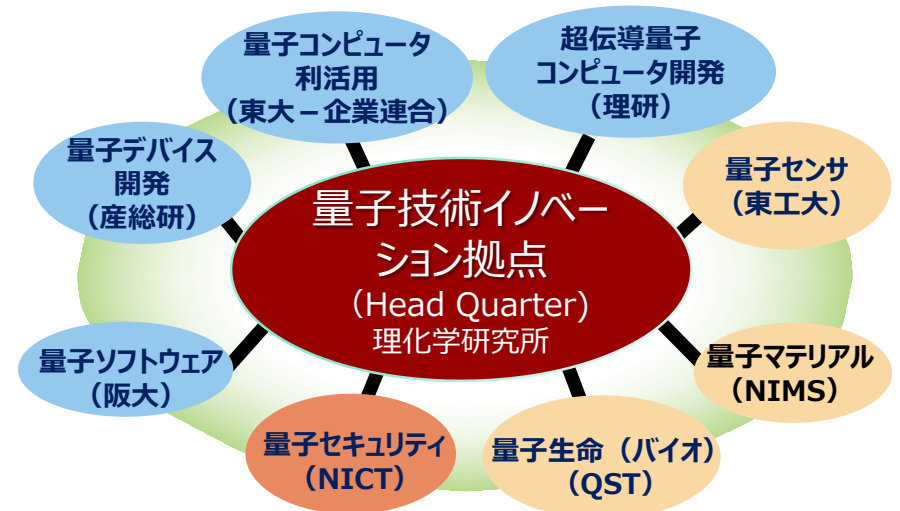 量子コンピュータ
利活用
（東大－企業連合）
超伝導量子
コンピュータ開発
（理研）
量子デバイス
開発
（産総研）
量子センサ
（東工大）
量子技術イノベー
ション拠点
（Head Quarter)
理化学研究所
量子ソフトウェア
（阪大）
量子マテリアル
（NIMS）
量子セキュリティ
（NICT）
量子生命（バイオ）
（QST）